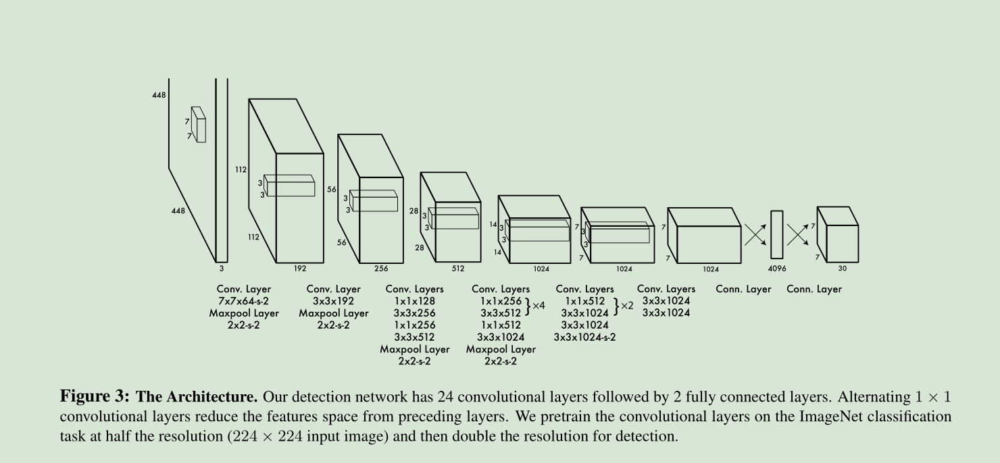 448
7
7
448
3
112
3
3
112
192
56
3
3
56
256
28
3
3
28
512
14
3
3
14
1024
7
3
3
7
1024
7
7
1024
4096
7
7
30
Conv. Layer
7x7x64-s-2
Maxpool Layer
2x2-s-2
Conv. Layer
3x3x192
Maxpool Layer
2x2-s-2
Conv. Layers
1x1x128
3x3x256
1x1x256
3x3x512
Maxpool Layer
2x2-s-2
Conv. Layers
1x1x256
3x3x512
}×4
1x1x512
3x3x1024
Maxpool Layer
2x2-s-2
Conv. Layers
1x1x512
3x3x1024
}×2
3x3x1024
3x3x1024-s-2
Conv. Layers
3x3x1024
3x3x1024
Conn. Layer
Conn. Layer
Figure 3: The Architecture. Our detection network has 24 convolutional layers followed by 2 fully connected layers. Alternating 1 × 1
convolutional layers reduce the features space from preceding layers. We pretrain the convolutional layers on the ImageNet classification
task at half the resolution (224 × 224 input image) and then double the resolution for detection.